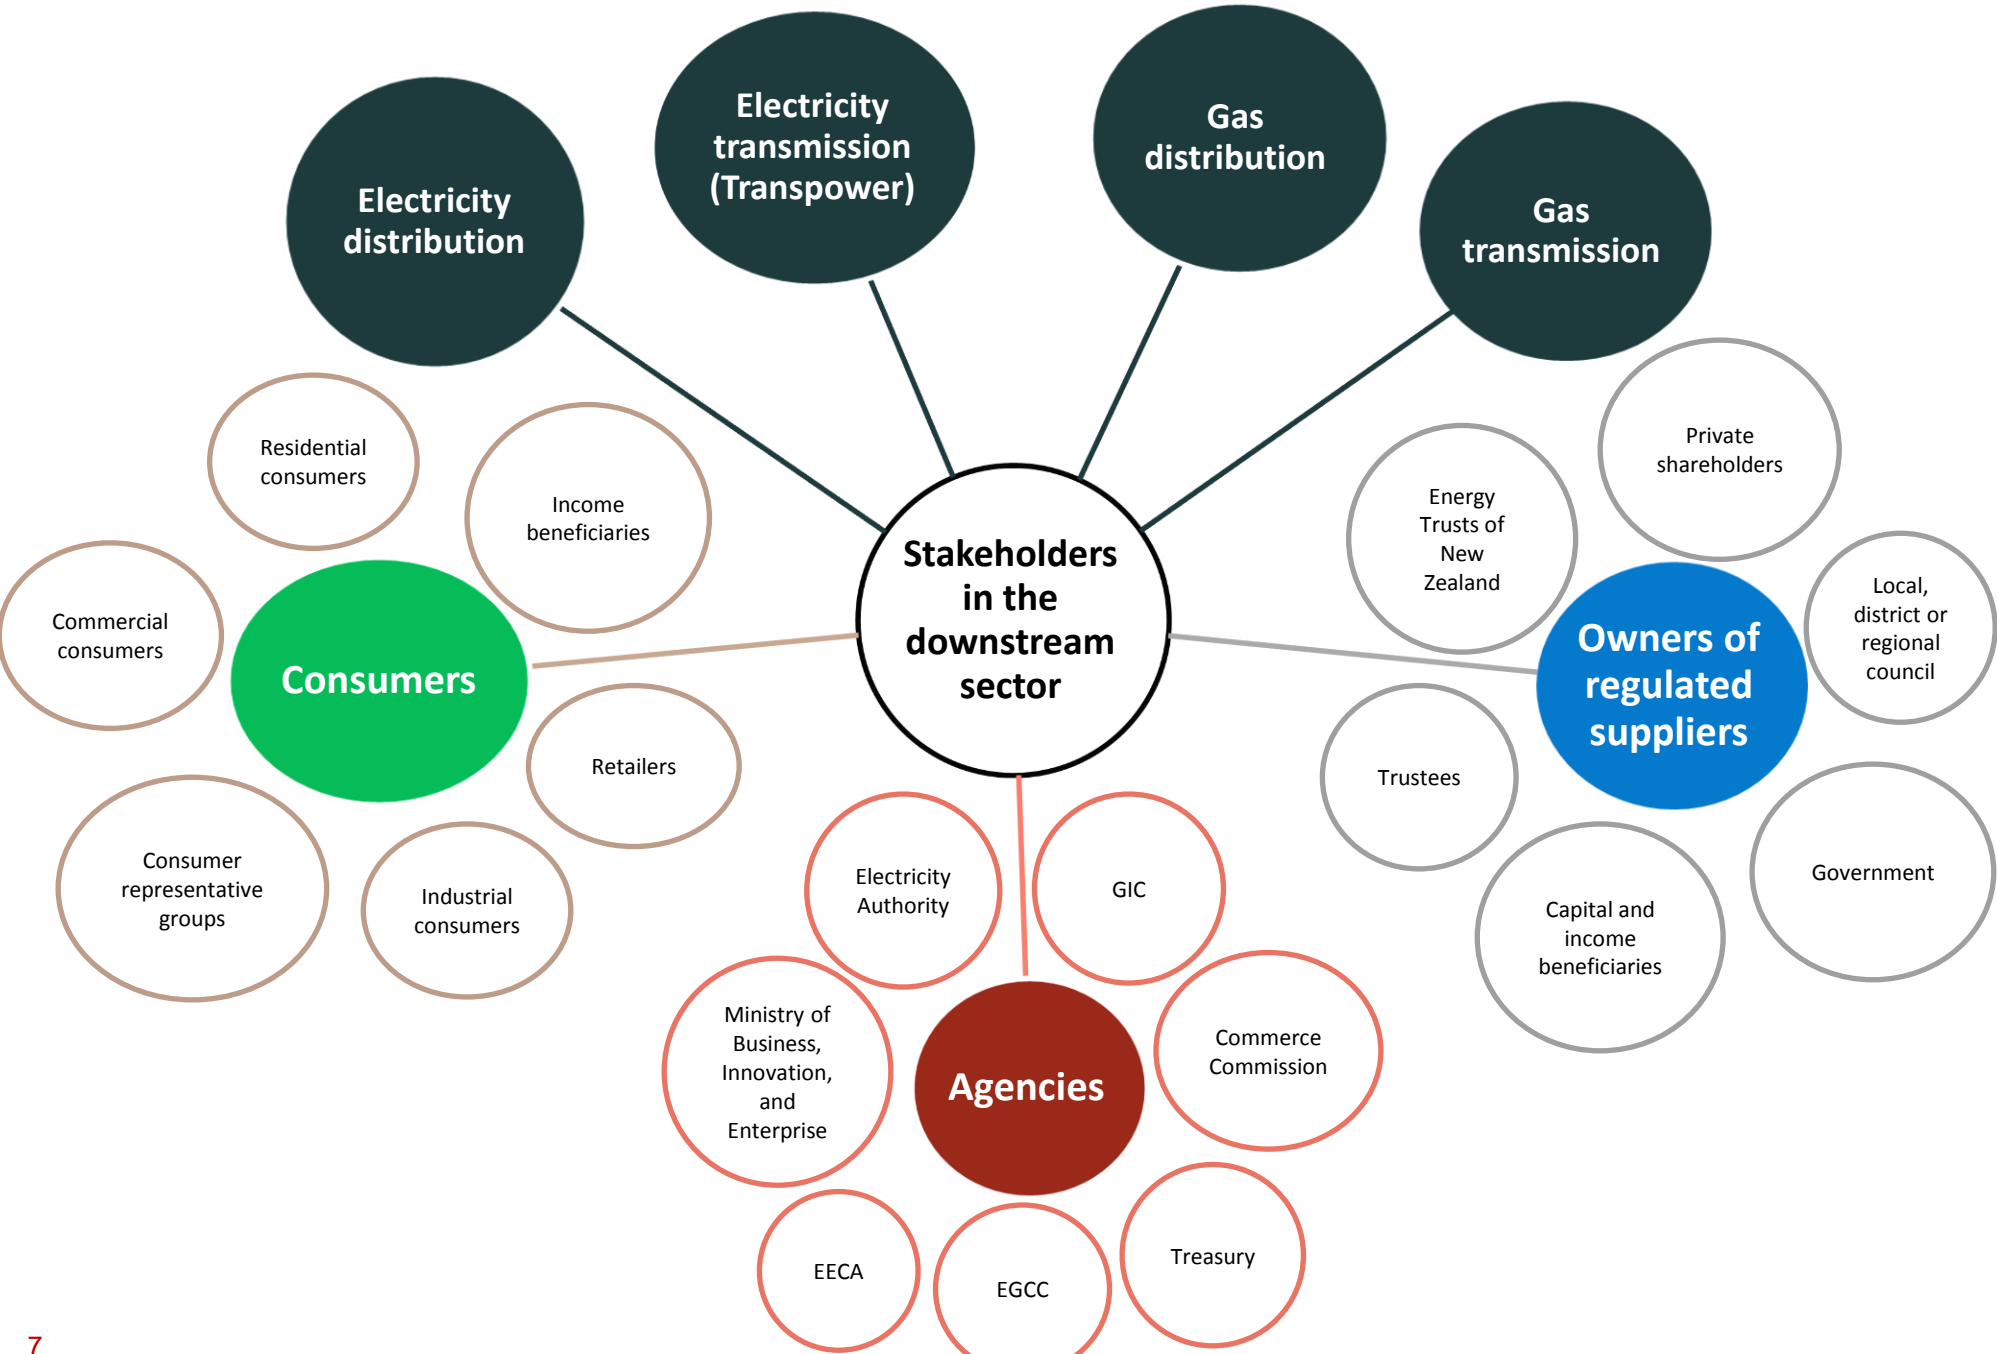 Electricity
distribution
Electricity
transmission
(Transpower)
Gas
distribution
Gas
transmission
Stakeholders
in the
downstream
sector
Residential
consumers
Income
beneficiaries
Commercial
consumers
Consumers
Retailers
Consumer
representative
groups
Industrial
consumers
Private
shareholders
Energy
Trusts of
New
Zealand
Local,
district or
regional
council
Owners of
regulated
suppliers
Trustees
Government
Capital and
income
beneficiaries
Electricity
Authority
GIC
Ministry of
Business,
Innovation,
and
Enterprise
Agencies
Commerce
Commission
EECA
EGCC
Treasury
7